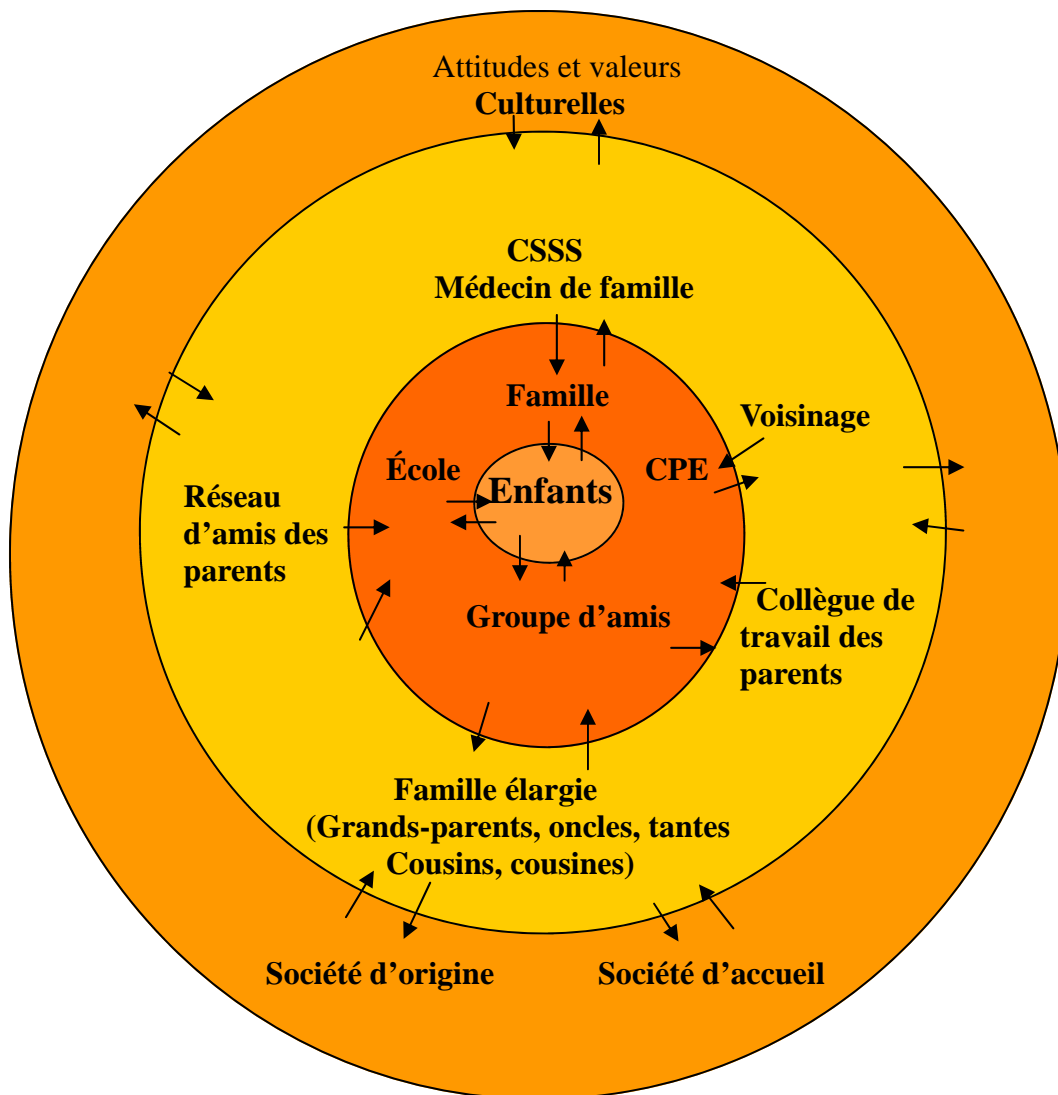 Attitudes et valeurs
Culturelles
CSSS
Médecin de famille
Famille
Voisinage
École
CPE
Enfants
Réseau
d’amis des
parents
Groupe d’amis
Collègue de
travail des
parents
Famille élargie
(Grands-parents, oncles, tantes
Cousins, cousines)
Société d’origine
Société d’accueil